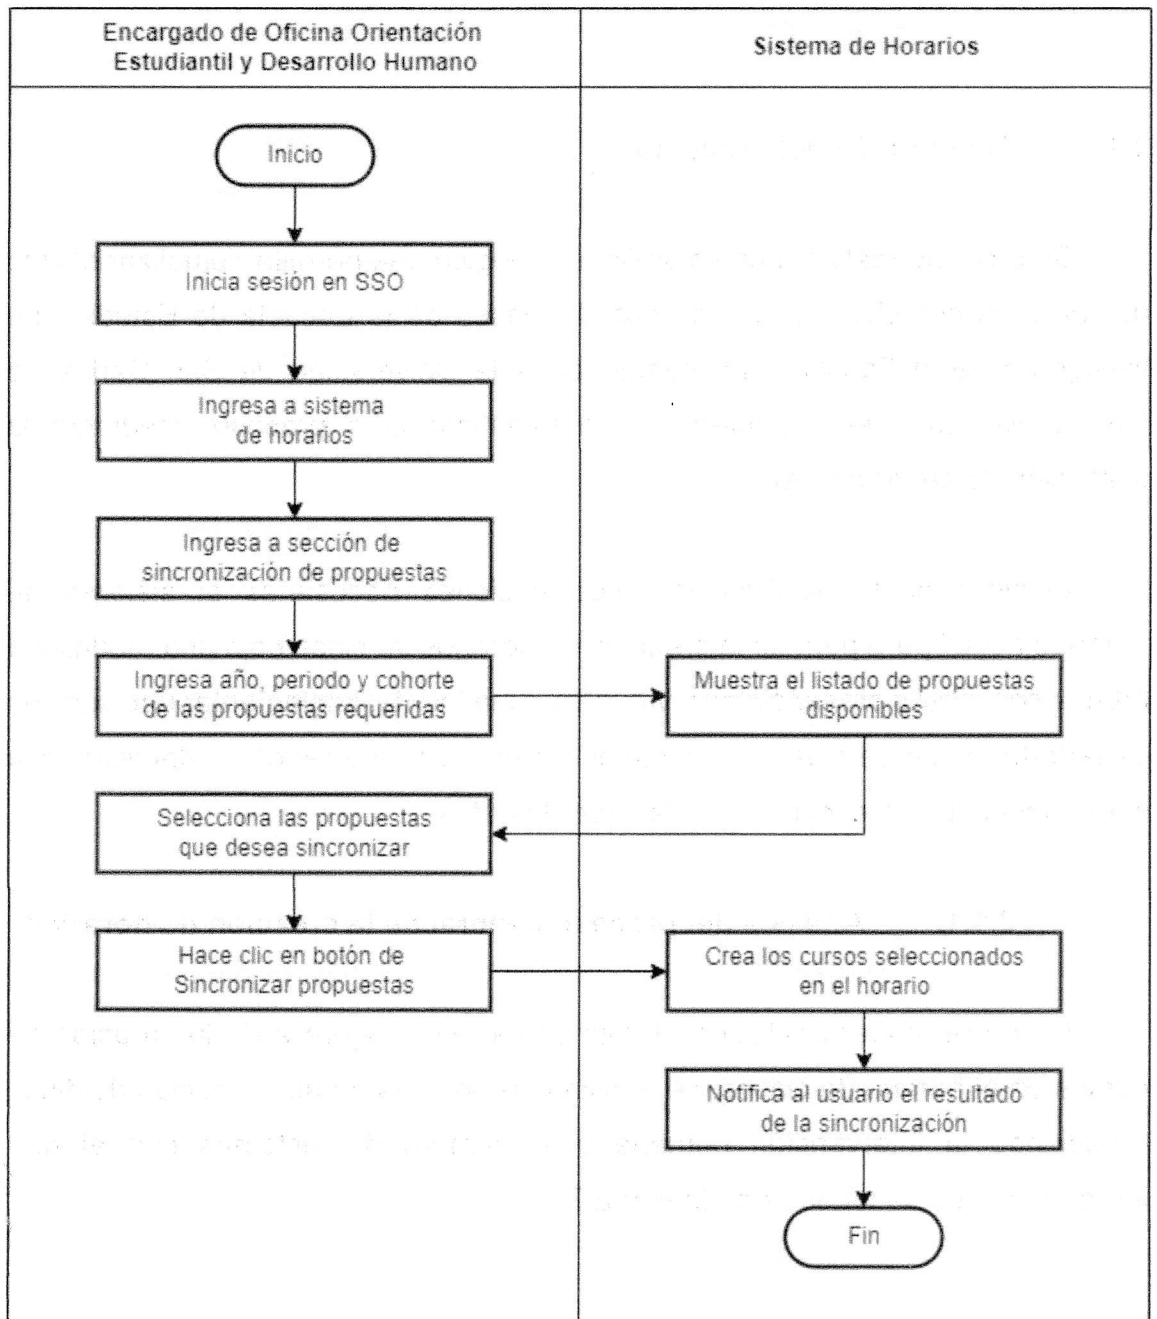 Encargado de Oficina Orientación
Estudiantil y Desarrollo Humano
Sistema de Horarios
Inicio
Inicia sesión en SSO
Ingresa a sistema
de horarios
Ingresa a sección de
sincronización de propuestas
Ingresa año, periodo y cohorte
de las propuestas requeridas
Muestra el listado de propuestas
disponibles
Selecciona las propuestas
que desea sincronizar
Hace clic en botón de
Sincronizar propuestas
Crea los cursos seleccionados
en el horario
Notifica al usuario el resultado
de la sincronización
Fin